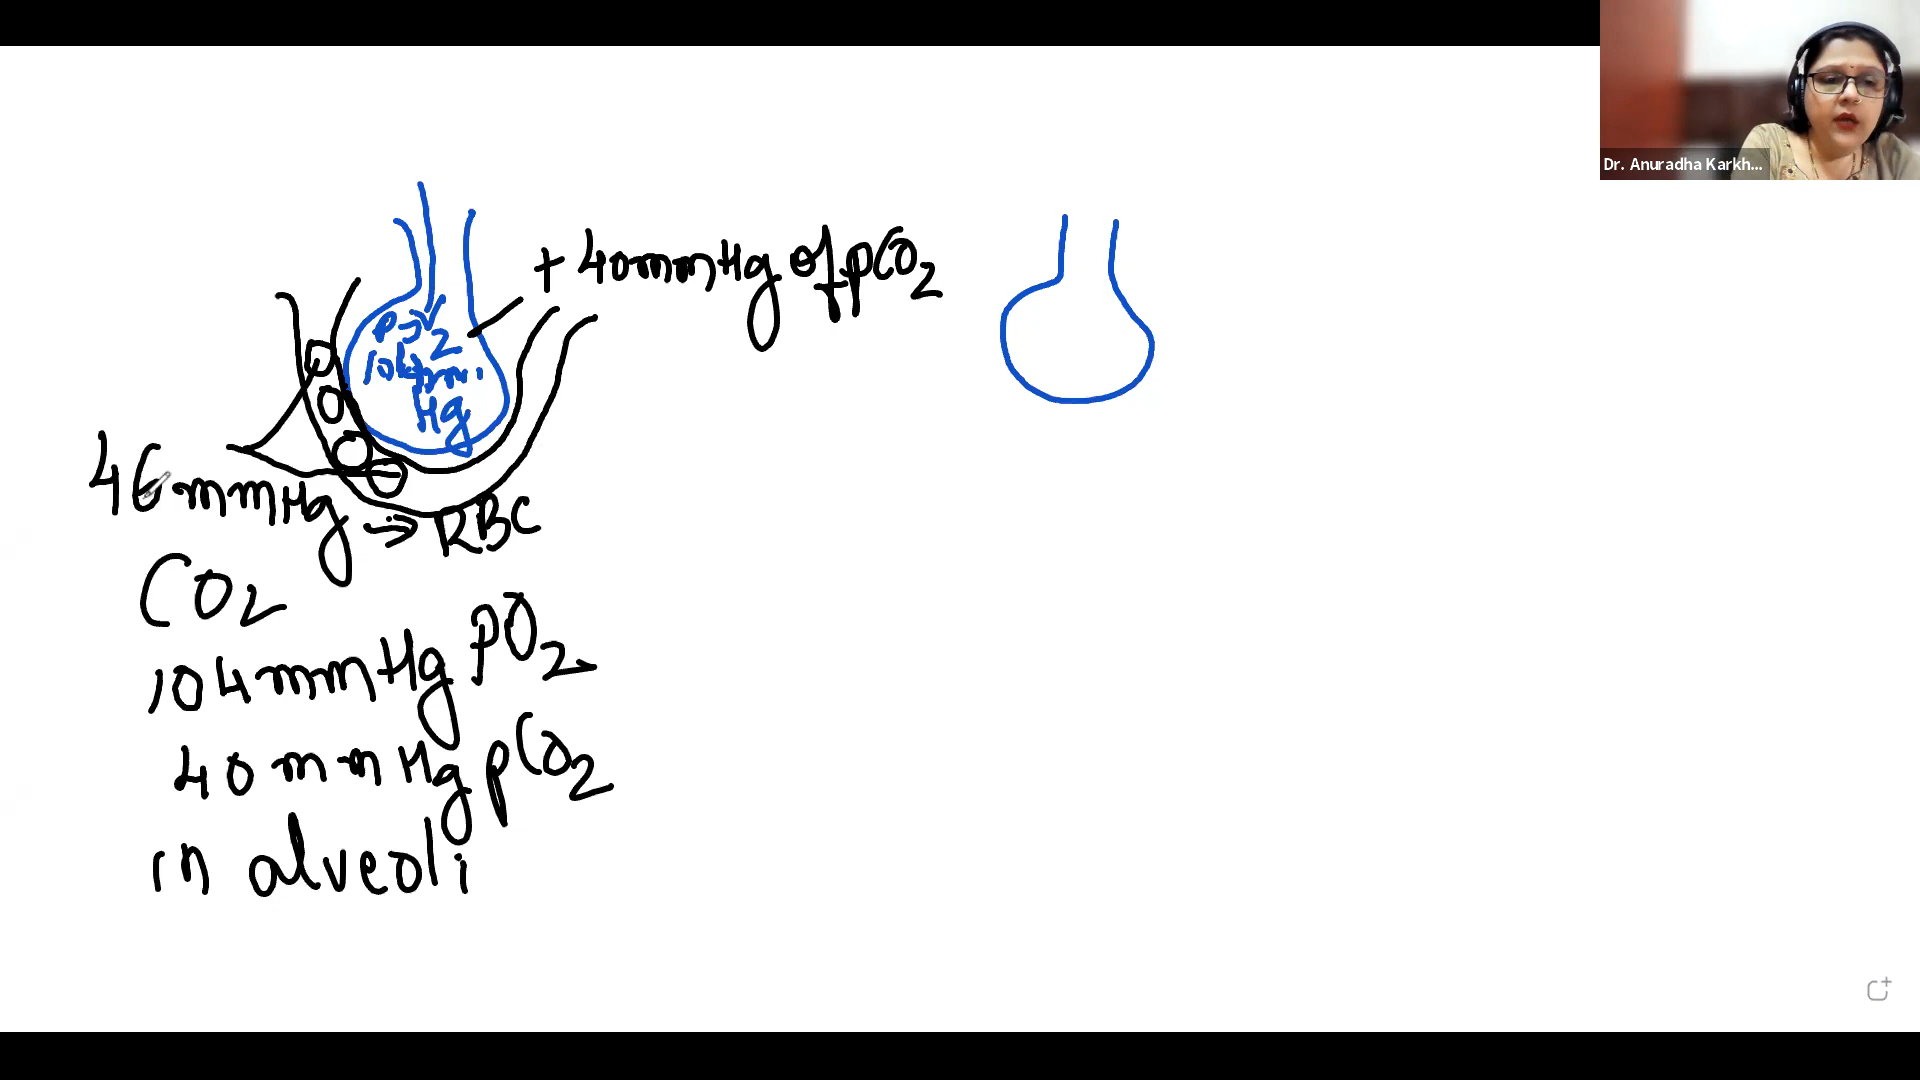 Dr. Anuradha Karkh...
+ 40mmHg of pCO2
PO2
104mm
Hg
46mmHg → RBC
CO2
104mmHg PO2
40mmHg pCO2
in alveoli